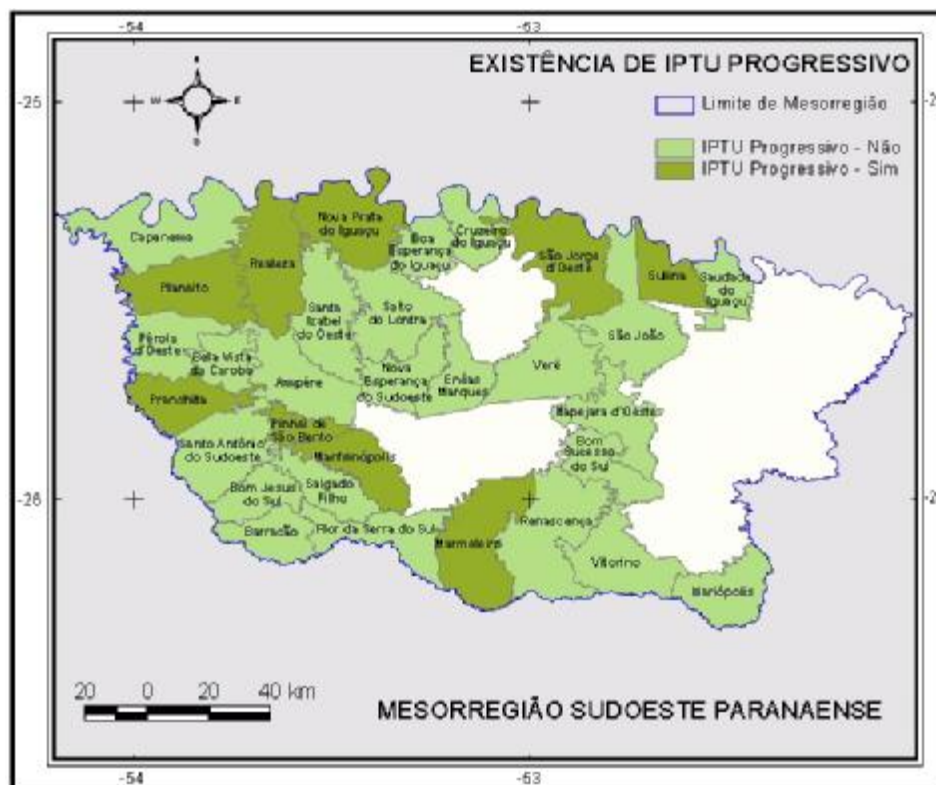 -54
-53
EXISTÊNCIA DE IPTU PROGRESSIVO
-25
W
E
S
Limite de Mesorregião
IPTU Progressivo - Não
IPTU Progressivo - Sim
Capanema
Realeza
Nova Prata
do Iguaçu
Boa
Esperança
do Iguaçu
Cruzeiro
do Iguaçu
São Jorge
d'Oeste
Sulina
Saudade
do
Iguaçu
Planalto
Santa
Izabel
do Oeste
Salto
do Lontra
São João
Pérola
d'Oeste
Bela Vista
da Caroba
Ampére
Nova
Esperança
do Sudoeste
Enéas
Marques
Verê
Pranchita
Pinhal de
São Bento
Manfrinópolis
Itapejara d'Oeste
Bom
Sucesso
do Sul
Santo Antônio
do Sudoeste
Bom Jesus
do Sul
Salgado
Filho
Barracão
Flor da Serra do Sul
Marmeleiro
Renascença
Vitorino
Mariópolis
-26
20 0 20 40 km
MESORREGIÃO SUDOESTE PARANAENSE
-54
-53